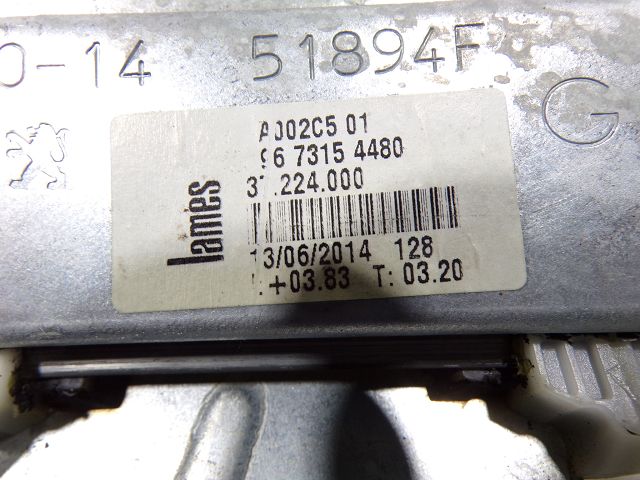 0-14 51894F
G
A002C5 01
96 7315 4480
37.224.000
lames
13/06/2014 128
: +03.83 T: 03.20